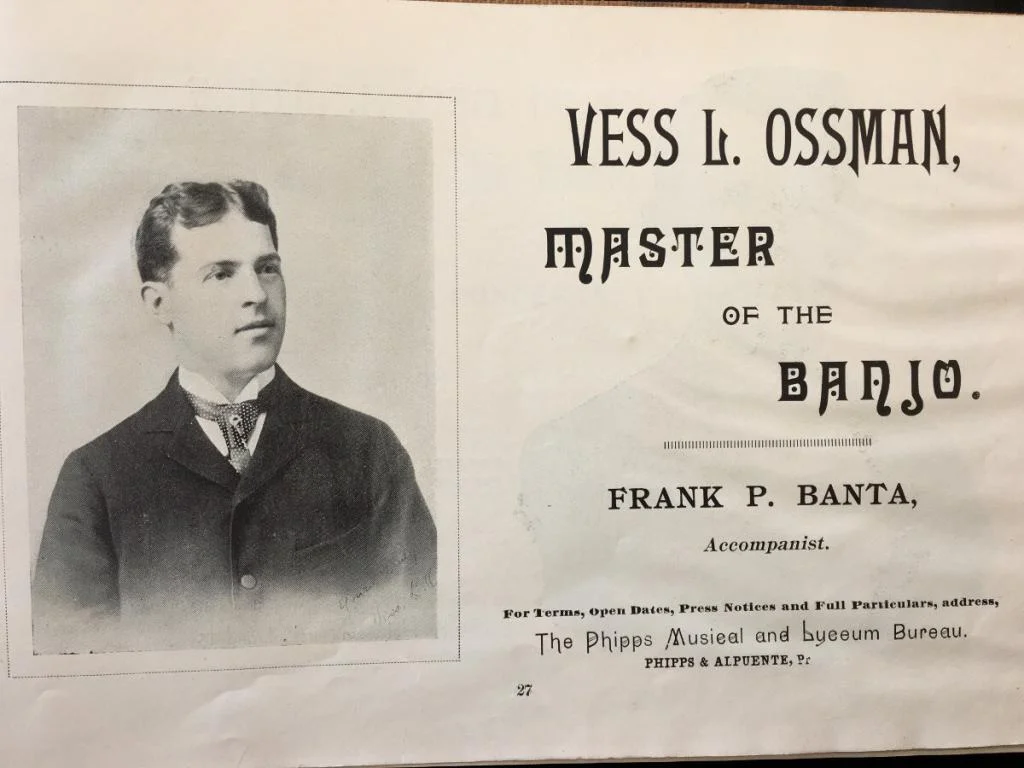 VESS L. OSSMAN,
MASTER
OF THE
BANJO.
FRANK P. BANTA,
Accompanist.
For Terms, Open Dates, Press Notices and Full Particulars, address,
The Phipps Musical and Lyceum Bureau.
PHIPPS & ALPUENTE,
27